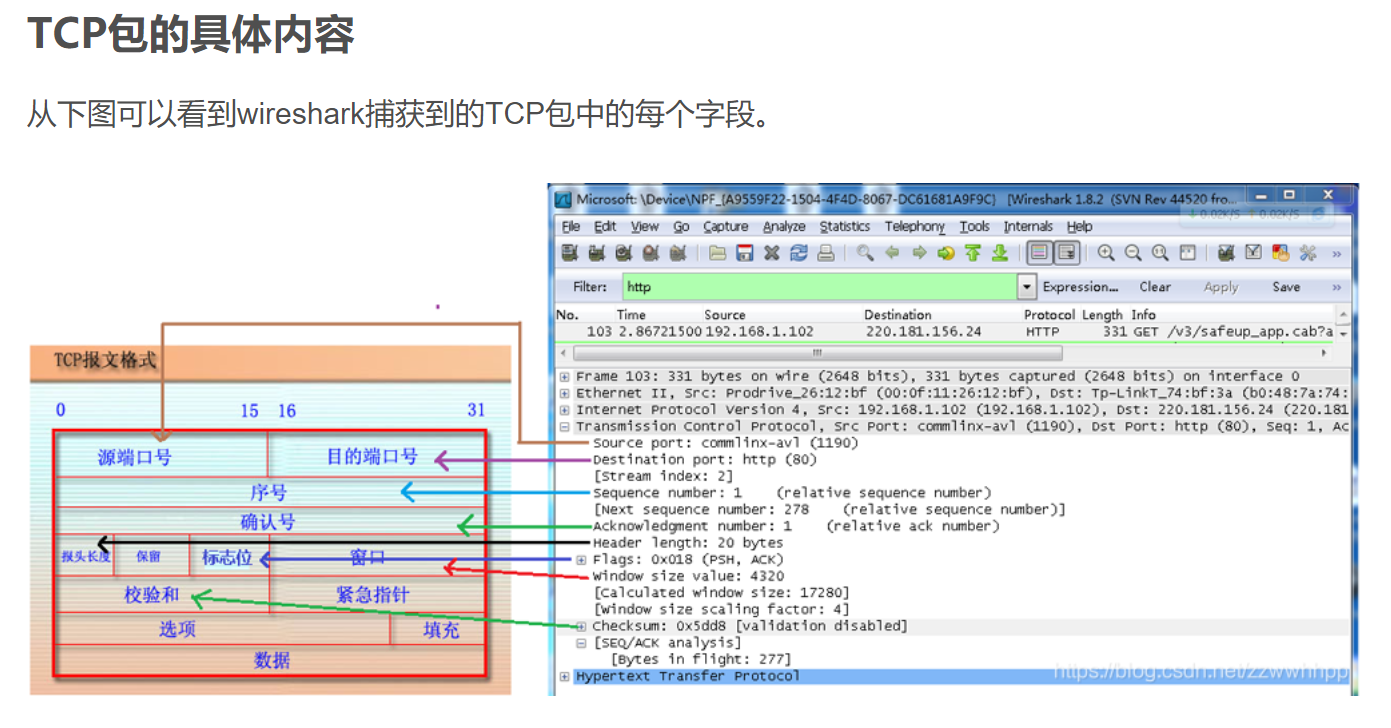 TCP包的具体内容
从下图可以看到wireshark捕获到的TCP包中的每个字段。
TCP报文格式
0 15 16 31
源端口号 目的端口号
序号
确认号
报头长度 保留 标志位 窗口
校验和 紧急指针
选项 填充
数据
Microsoft: \Device\NPF_{A9559F22-1504-4F4D-8067-DC61681A9F9C} [Wireshark 1.8.2 (SVN Rev 44520 fro...
0.02K/S 0.02K/S
File Edit View Go Capture Analyze Statistics Telephony Tools Internals Help
Filter: http Expression... Clear Apply Save
No. Time Source Destination Protocol Length Info
103 2.86721500 192.168.1.102 220.181.156.24 HTTP 331 GET /v3/safeup_app.cab?a
Frame 103: 331 bytes on wire (2648 bits), 331 bytes captured (2648 bits) on interface 0
Ethernet II, Src: Prodrive_26:12:bf (00:0f:11:26:12:bf), Dst: Tp-LinkT_74:bf:3a (b0:48:7a:74:
Internet Protocol Version 4, Src: 192.168.1.102 (192.168.1.102), Dst: 220.181.156.24 (220.181
Transmission Control Protocol, Src Port: commlinx-avl (1190), Dst Port: http (80), Seq: 1, Ac
Source port: commlinx-avl (1190)
Destination port: http (80)
[Stream index: 2]
Sequence number: 1 (relative sequence number)
[Next sequence number: 278 (relative sequence number)]
Acknowledgment number: 1 (relative ack number)
Header length: 20 bytes
Flags: 0x018 (PSH, ACK)
Window size value: 4320
[Calculated window size: 17280]
[Window size scaling factor: 4]
Checksum: 0x5dd8 [validation disabled]
[SEQ/ACK analysis]
[Bytes in flight: 277]
Hypertext Transfer Protocol
https://blog.csdn.net/zzwwhhpp